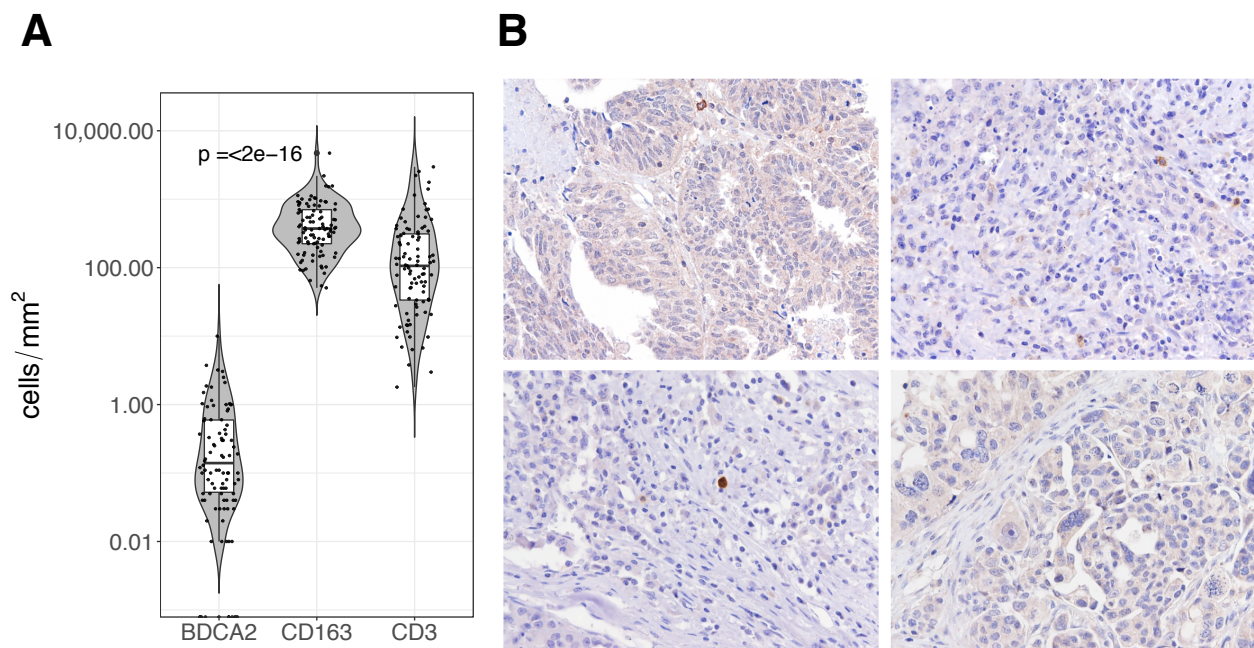 A
B
10,000.00
p =<2e−16
100.00
1.00
0.01
cells/mm²
BDCA2 CD163 CD3